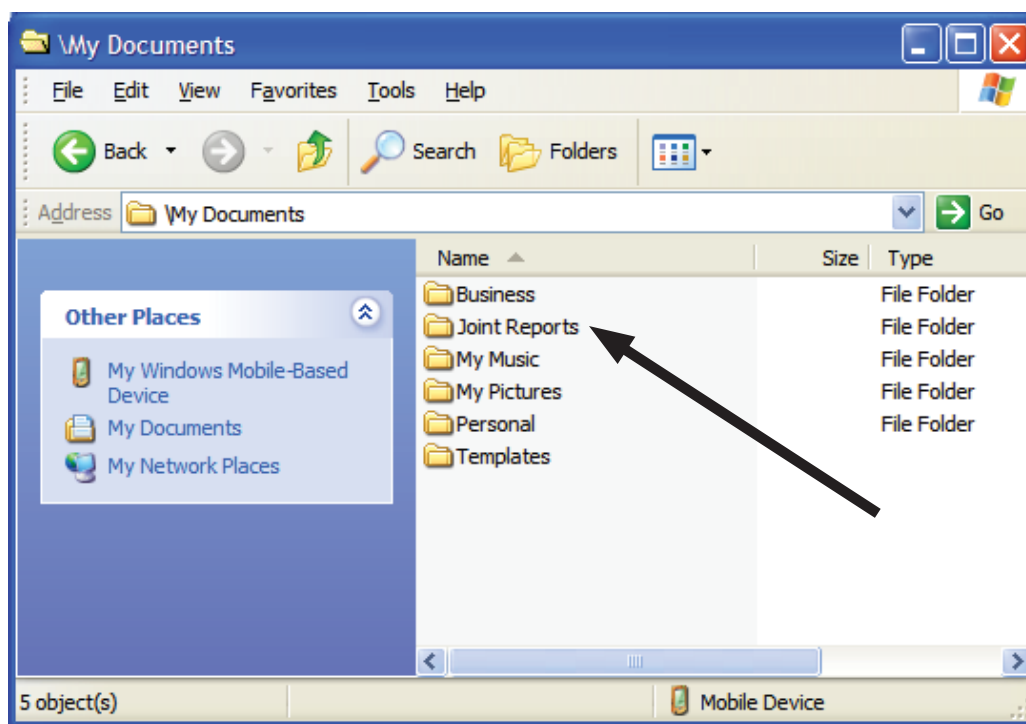 \My Documents
File Edit View Favorites Tools Help
Back Search Folders
Address \My Documents Go
Name Size Type
Other Places
My Windows Mobile-Based
Device
My Documents
My Network Places
Business File Folder
Joint Reports File Folder
My Music File Folder
My Pictures File Folder
Personal File Folder
Templates
5 object(s) Mobile Device